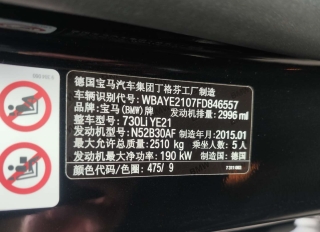 德国宝马汽车集团丁格芬工厂制造
车辆识别代号:WBAYE2107FD846557
品牌:宝马(BMW)牌 发动机排量:2996 ml
整车型号:730Li YE21
发动机型号:N52B30AF 制造年月:2015.01
最大允许总质量:2510 kg 乘坐人数:5 人
发动机最大净功率:190 kW 制造国:德国
颜色代码/色圈:475/ 9